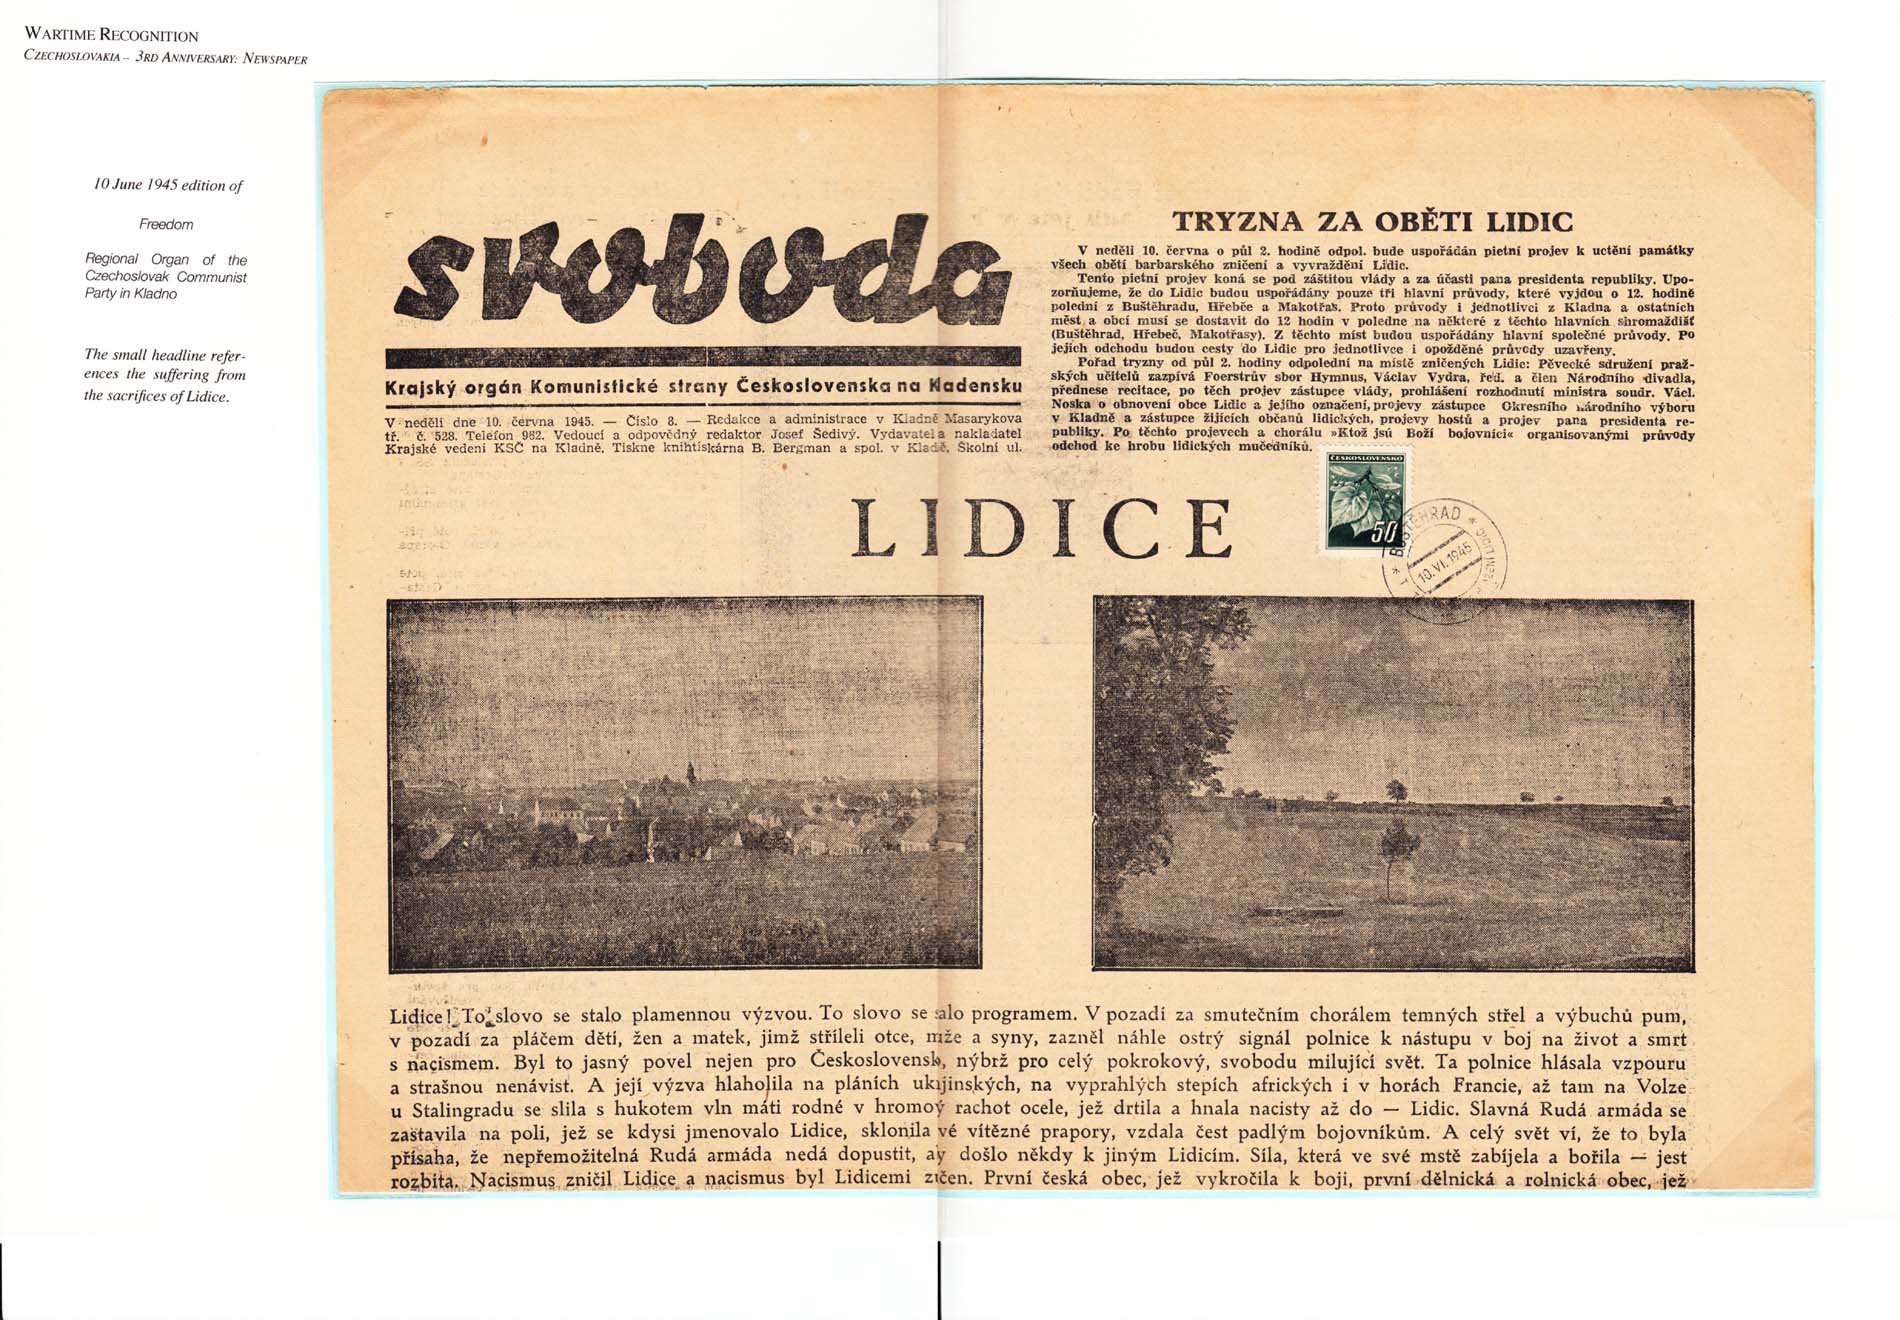 WARTIME RECOGNITION
CZECHOSLOVAKIA – 3RD ANNIVERSARY: NEWSPAPER
10 June 1945 edition of
Freedom
Regional Organ of the
Czechoslovak Communist
Party in Kladno
The small headline refer-
ences the suffering from
the sacrifices of Lidice.
svoboda
Krajský orgán Komunistické strany Československa na Kladensku
V neděli dne 10. června 1945. — Číslo 8. — Redakce a administrace v Kladně Masarykova
tř. č. 528. Telefon 982. Vedoucí a odpovědný redaktor Josef Šedivý. Vydavatel a nakladatel
Krajské vedení KSČ na Kladně. Tiskne knihtiskárna B. Bergman a spol. v Kladě, Školní ul.
TRYZNA ZA OBĚTI LIDIC
V neděli 10. června o půl 2. hodině odpol. bude uspořádán pietní projev k uctění památky
všech obětí barbarského zničení a vyvraždění Lidic.
Tento pietní projev koná se pod záštitou vlády a za účasti pana presidenta republiky. Upo-
zorňujeme, že do Lidic budou uspořádány pouze tři hlavní průvody, které vyjdou o 12. hodině
polední z Buštěhradu, Hřebče a Makotřas. Proto průvody i jednotlivci z Kladna a ostatních
měst a obcí musí se dostavit do 12 hodin v poledne na některé z těchto hlavních shromaždišť
(Buštěhrad, Hřebeč, Makotřasy). Z těchto míst budou uspořádány hlavní společné průvody. Po
jejich odchodu budou cesty do Lidic pro jednotlivce i opožděné průvody uzavřeny.
Pořad tryzny od půl 2. hodiny odpolední na místě zničených Lidic: Pěvecké sdružení praž-
ských učitelů zazpívá Foerstrův sbor Hymnus, Václav Vydra, řed. a člen Národního divadla,
přednese recitace, po těch projev zástupce vlády, prohlášení rozhodnutí ministra soudr. Václ.
Noska o obnovení obce Lidic a jejího označení, projevy zástupce Okresního národního výboru
v Kladně a zástupce žijících občanů lidických, projevy hostů a projev pana presidenta re-
publiky. Po těchto projevech a chorálu »Ktož jsú Boží bojovníci« organisovanými průvody
odchod ke hrobu lidických mučedníků.
ČESKOSLOVENSKO
50
BUŠTĚHRAD
10.VI.1945
LIDICE
Lidice! To slovo se stalo plamennou výzvou. To slovo se alo programem. V pozadí za smutečním chorálem temných střel a výbuchů pum,
v pozadí za pláčem dětí, žen a matek, jimž stříleli otce, mže a syny, zazněl náhle ostrý signál polnice k nástupu v boj na život a smrt
s nacismem. Byl to jasný povel nejen pro Československ, nýbrž pro celý pokrokový, svobodu milující svět. Ta polnice hlásala vzpouru
a strašnou nenávist. A její výzva hlaholila na pláních ukjinských, na vyprahlých stepích afrických i v horách Francie, až tam na Volze
u Stalingradu se slila s hukotem vln máti rodné v hromoý rachot ocele, jež drtila a hnala nacisty až do — Lidic. Slavná Rudá armáda se
zastavila na poli, jež se kdysi jmenovalo Lidice, sklonila vé vítězné prapory, vzdala čest padlým bojovníkům. A celý svět ví, že to byla
přísaha, že nepřemožitelná Rudá armáda nedá dopustit, ay došlo někdy k jiným Lidicím. Síla, která ve své mstě zabíjela a bořila — jest
rozbita. Nacismus zničil Lidice a nacismus byl Lidicemi zčen. První česká obec, jež vykročila k boji, první dělnická a rolnická obec, jež